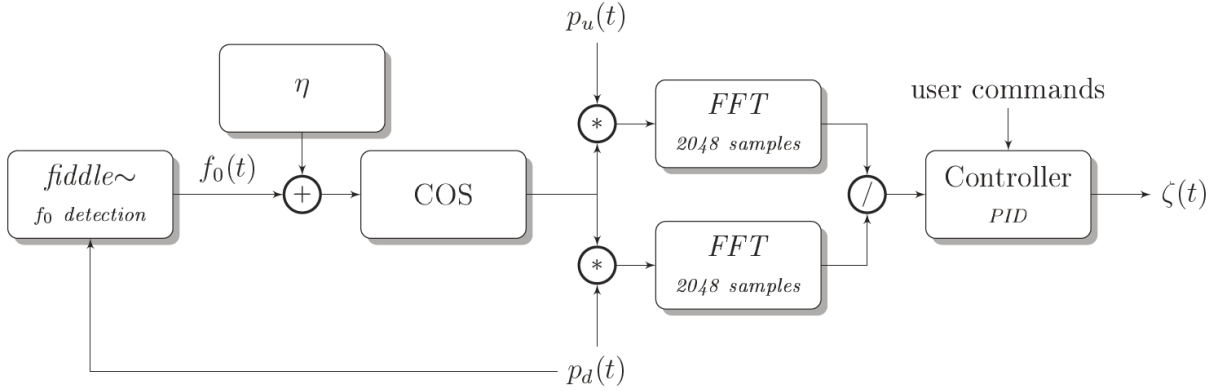 p_u(t)
η
FFT
2048 samples
user commands
*
fiddle~
f_0 detection
f_0(t)
+
COS
/
Controller
PID
ζ(t)
*
FFT
2048 samples
p_d(t)